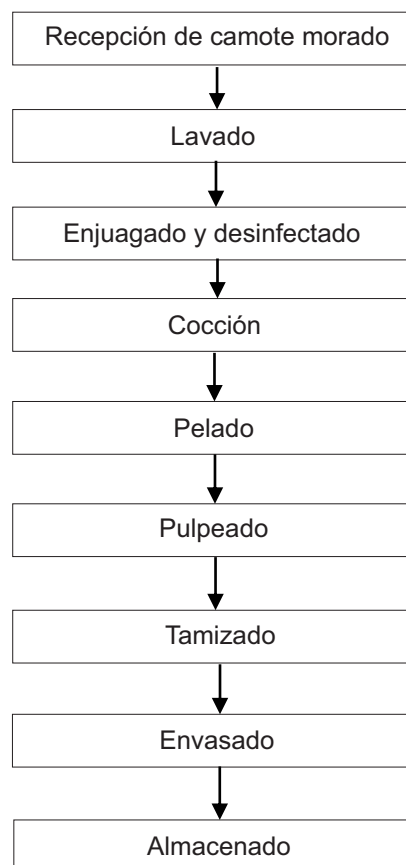 Recepción de camote morado
Lavado
Enjuagado y desinfectado
Cocción
Pelado
Pulpeado
Tamizado
Envasado
Almacenado